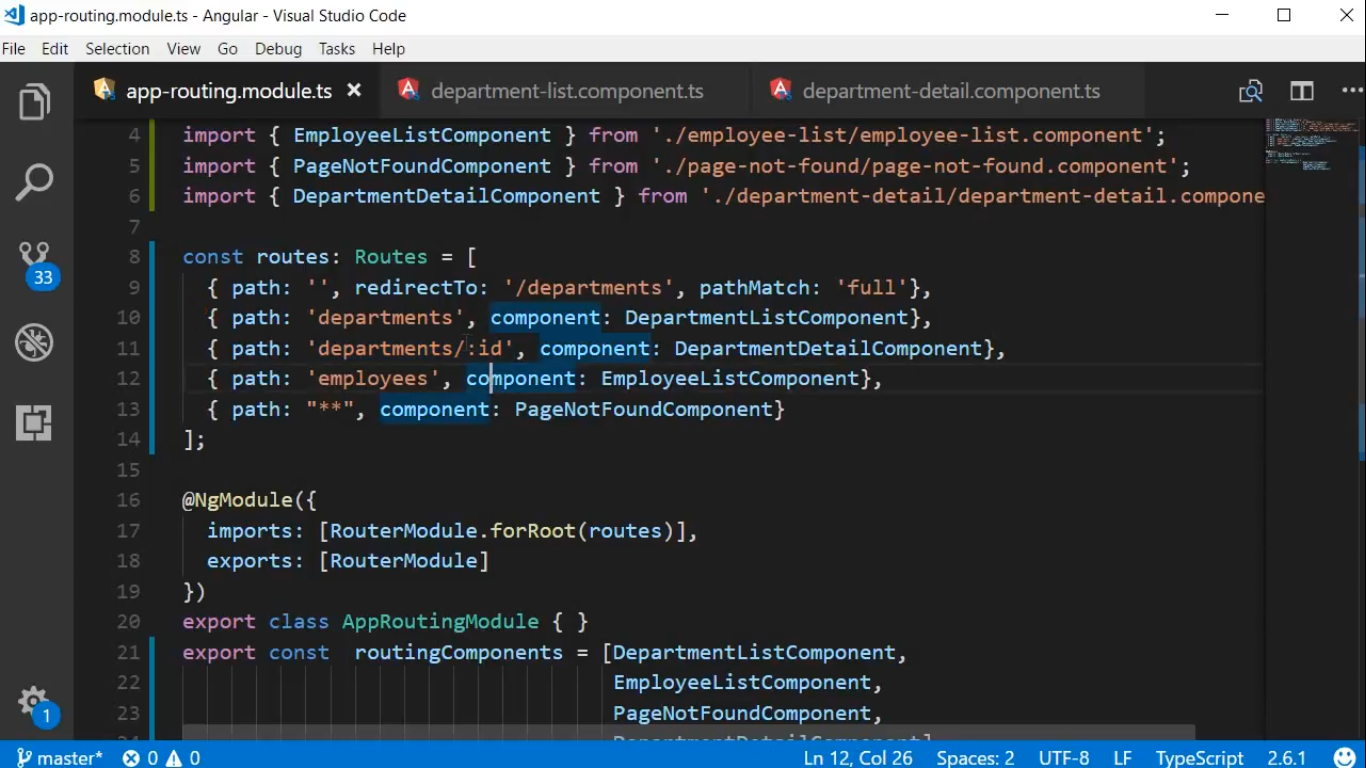 app-routing.module.ts - Angular - Visual Studio Code
File Edit Selection View Go Debug Tasks Help
app-routing.module.ts department-list.component.ts department-detail.component.ts
4 import { EmployeeListComponent } from './employee-list/employee-list.component';
5 import { PageNotFoundComponent } from './page-not-found/page-not-found.component';
6 import { DepartmentDetailComponent } from './department-detail/department-detail.compone
7
8 const routes: Routes = [
9 { path: '', redirectTo: '/departments', pathMatch: 'full'},
10 { path: 'departments', component: DepartmentListComponent},
11 { path: 'departments/:id', component: DepartmentDetailComponent},
12 { path: 'employees', component: EmployeeListComponent},
13 { path: "**", component: PageNotFoundComponent}
14 ];
15
16 @NgModule({
17 imports: [RouterModule.forRoot(routes)],
18 exports: [RouterModule]
19 })
20 export class AppRoutingModule { }
21 export const routingComponents = [DepartmentListComponent,
22 EmployeeListComponent,
23 PageNotFoundComponent,
DepartmentDetailComponent]
33
1
master* 0 0 Ln 12, Col 26 Spaces: 2 UTF-8 LF TypeScript 2.6.1